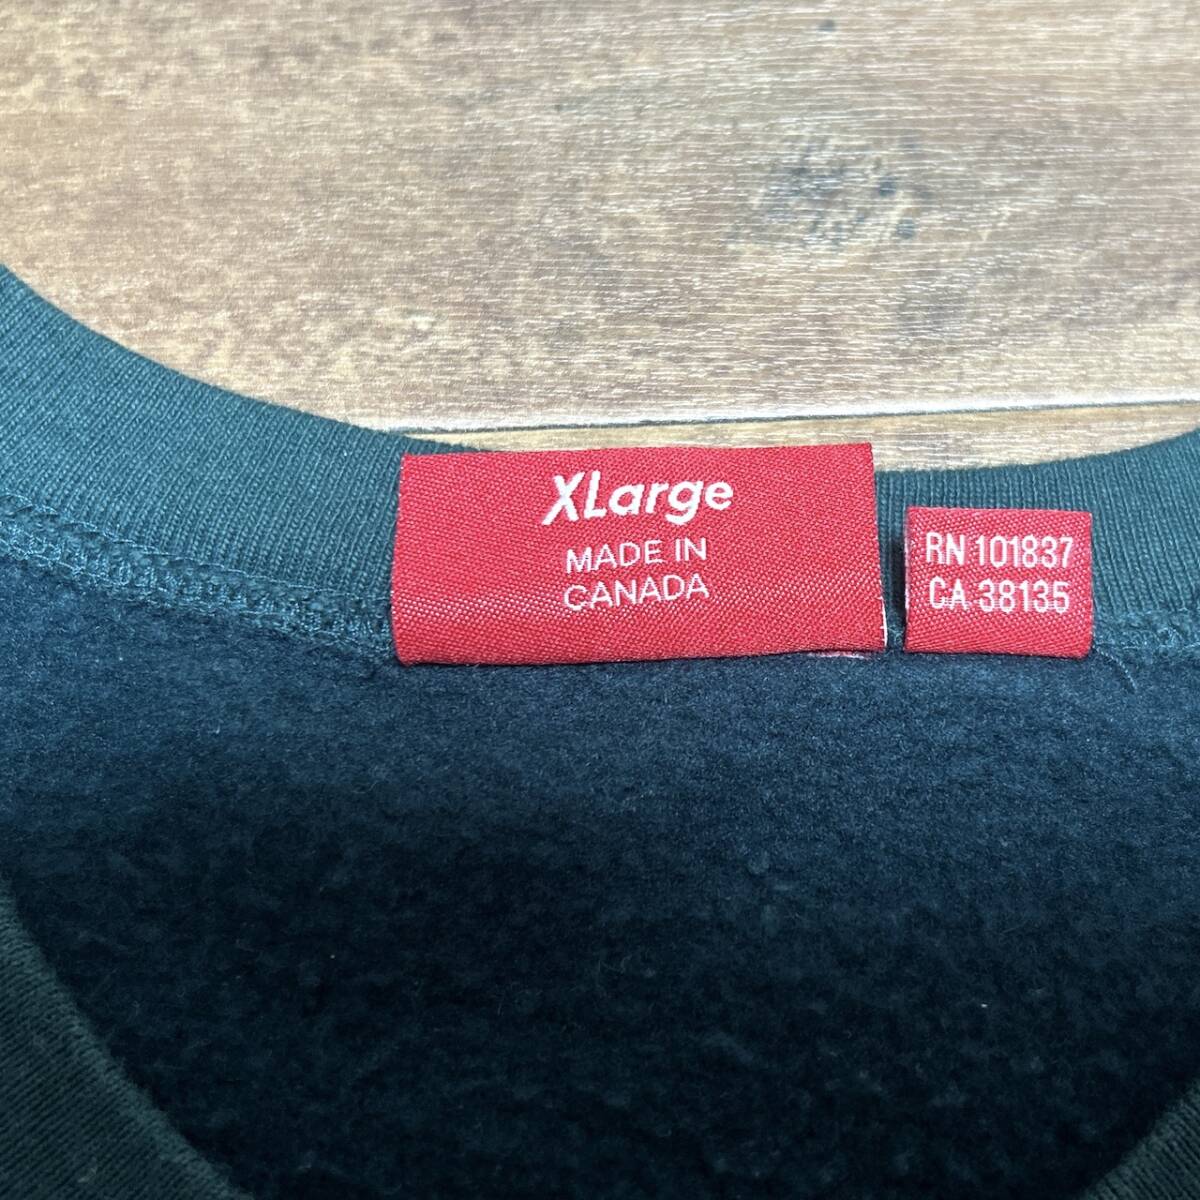 XLarge
MADE IN
CANADA
RN 101837
CA 38135